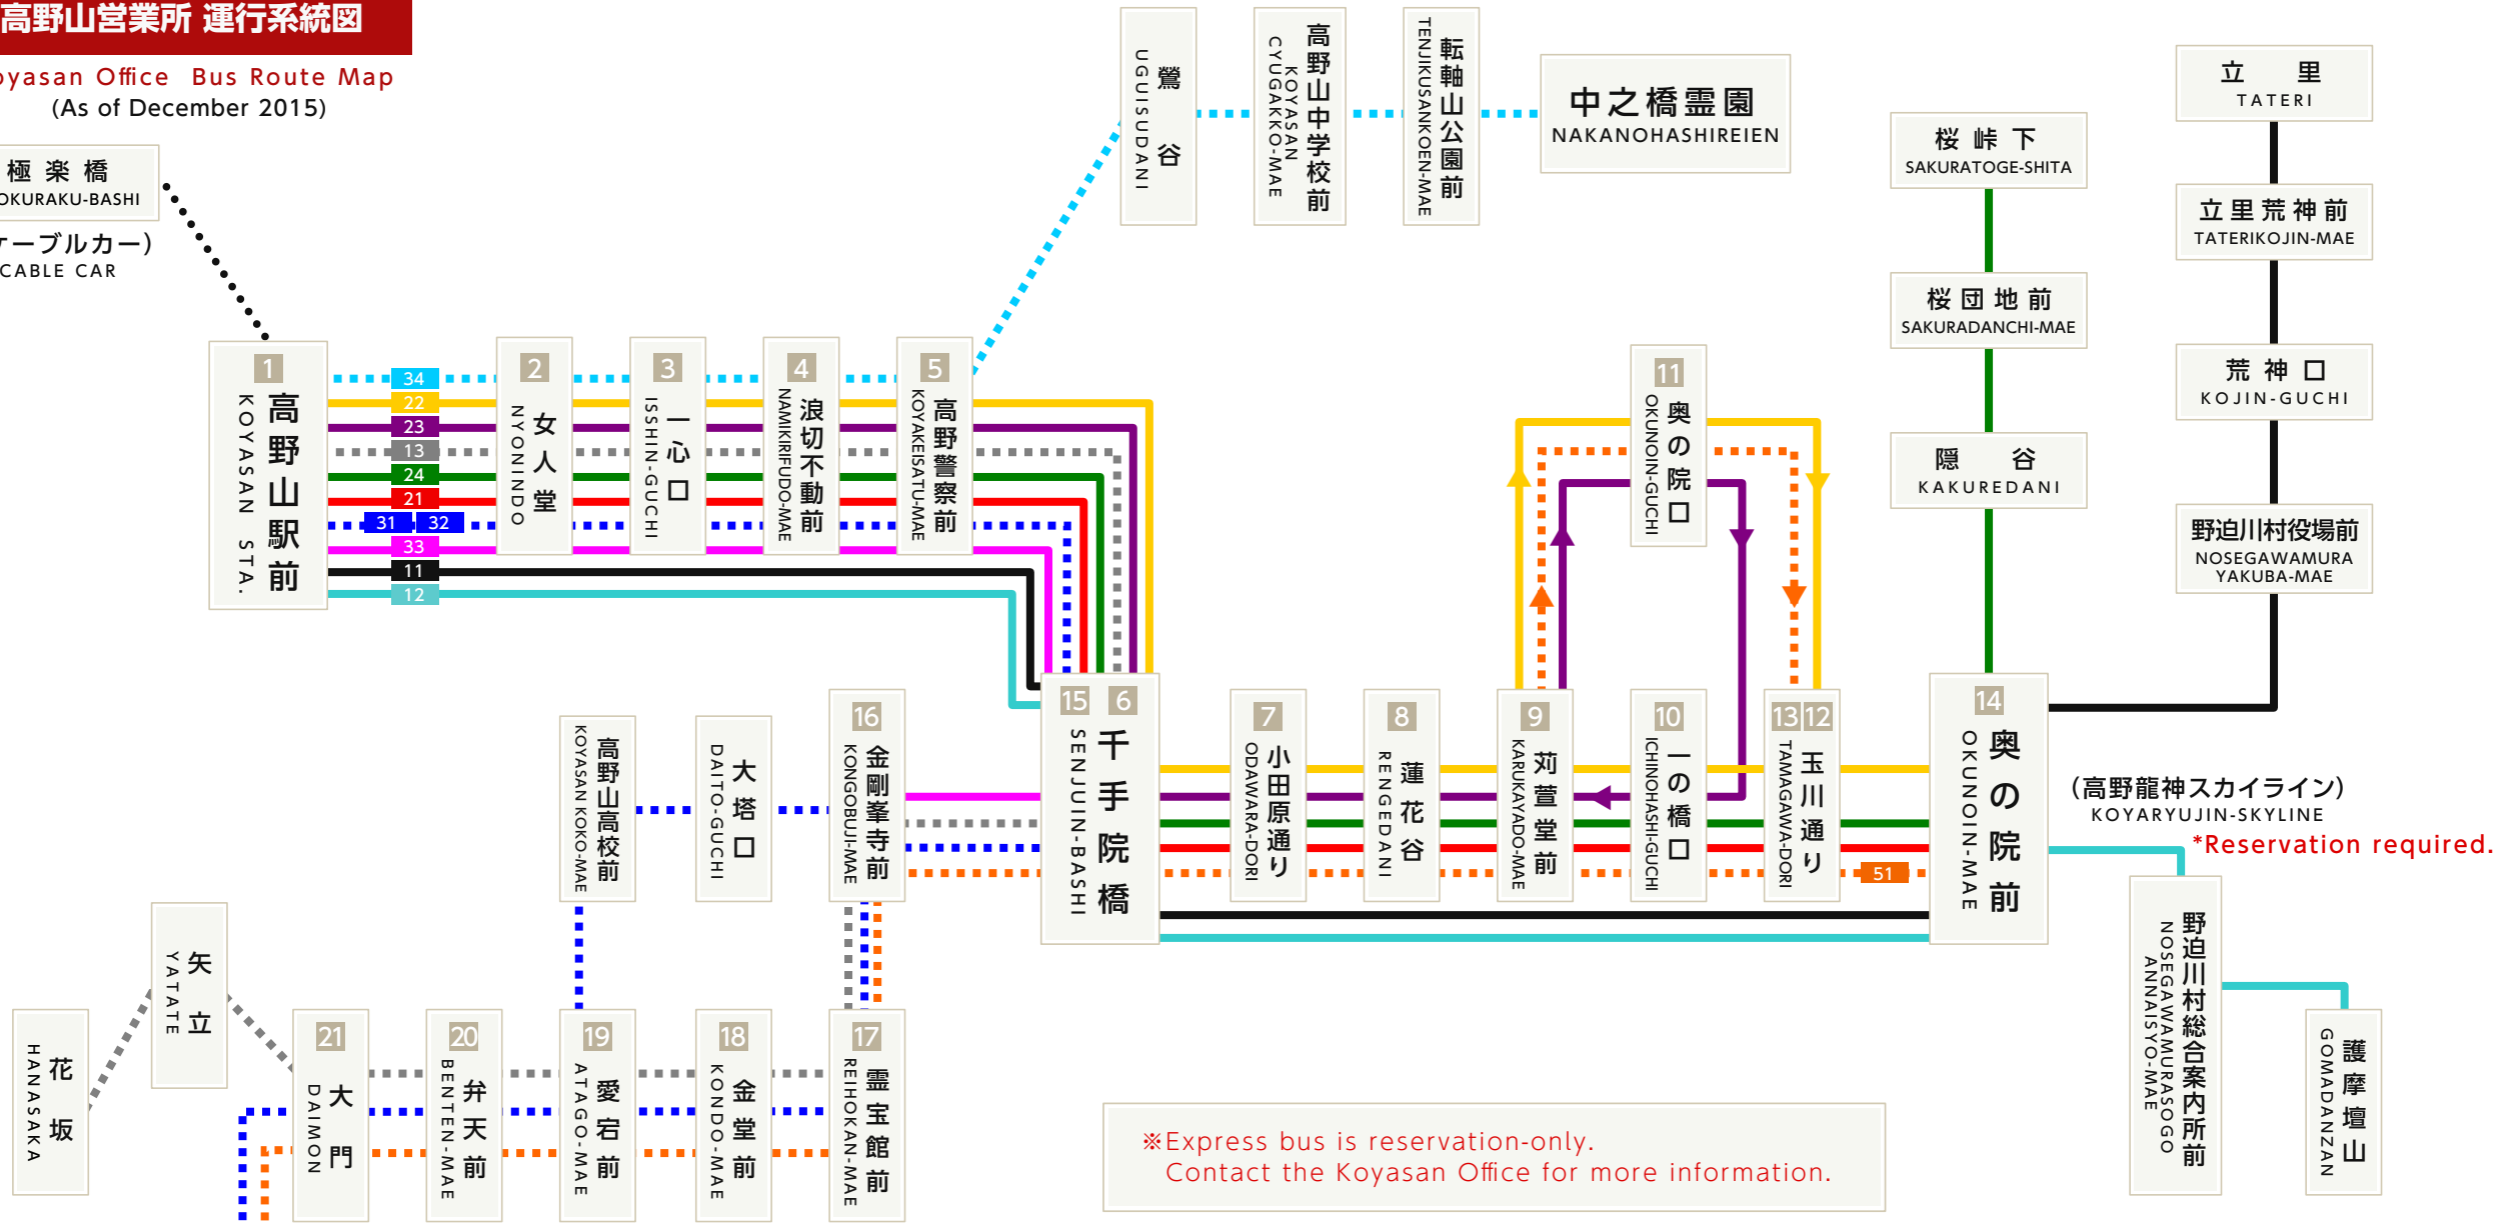 高野山営業所 運行系統図
oyasan Office Bus Route Map
(As of December 2015)
極楽橋
OKURAKU-BASHI
ケーブルカー)
CABLE CAR
鶯谷
UGUISUDANI
高野山中学校前
KOYASAN
CYUGAKKO-MAE
転軸山公園前
TENJIKUSANKOEN-MAE
中之橋霊園
NAKANOHASHIREIEN
桜峠下
SAKURATOGE-SHITA
桜団地前
SAKURADANCHI-MAE
隠谷
KAKUREDANI
立里
TATERI
立里荒神前
TATERIKOJIN-MAE
荒神口
KOJIN-GUCHI
野迫川村役場前
NOSEGAWAMURA
YAKUBA-MAE
1
高野山駅前
KOYASAN STA.
34
22
23
13
24
21
31 32
33
11
12
2
女人堂
NYONINDO
3
一心口
ISSHIN-GUCHI
4
浪切不動前
NAMIKIRIFUDO-MAE
5
高野警察前
KOYAKEISATU-MAE
11
奥の院口
OKUNOIN-GUCHI
15 6
千手院橋
SENJUIN-BASHI
7
小田原通り
ODAWARA-DORI
8
蓮花谷
RENGEDANI
9
苅萱堂前
KARUKAYADO-MAE
10
一の橋口
ICHINOHASHI-GUCHI
13 12
玉川通り
TAMAGAWA-DORI
51
14
奥の院前
OKUNOIN-MAE
(高野龍神スカイライン)
KOYARYUJIN-SKYLINE
*Reservation required.
野迫川村総合案内所前
NOSEGAWAMURASOGO
ANNAISYO-MAE
護摩壇山
GOMADANZAN
16
金剛峯寺前
KONGOBUJI-MAE
大塔口
DAITO-GUCHI
高野山高校前
KOYASAN KOKO-MAE
17
霊宝館前
REIHOKAN-MAE
18
金堂前
KONDO-MAE
19
愛宕前
ATAGO-MAE
20
弁天前
BENTEN-MAE
21
大門
DAIMON
矢立
YATATE
花坂
HANASAKA
※Express bus is reservation-only.
Contact the Koyasan Office for more information.